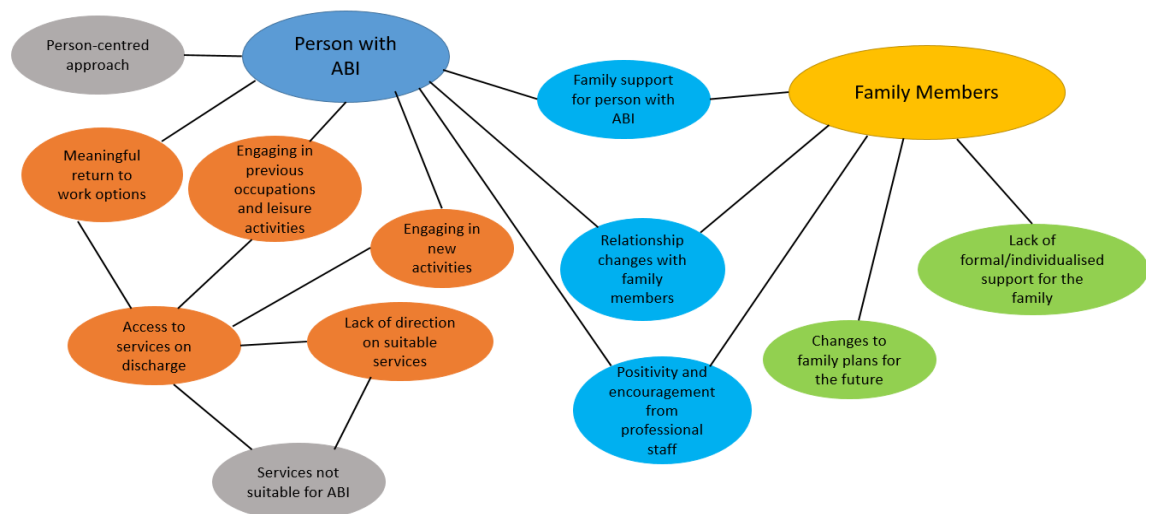 Person-centred
approach
Person with
ABI
Family support
for person with
ABI
Family Members
Meaningful
return to
work options
Engaging in
previous
occupations
and leisure
activities
Engaging in
new
activities
Relationship
changes with
family
members
Lack of
formal/individualised
support for the
family
Access to
services on
discharge
Lack of direction
on suitable
services
Changes to
family plans for
the future
Positivity and
encouragement
from
professional
staff
Services not
suitable for ABI